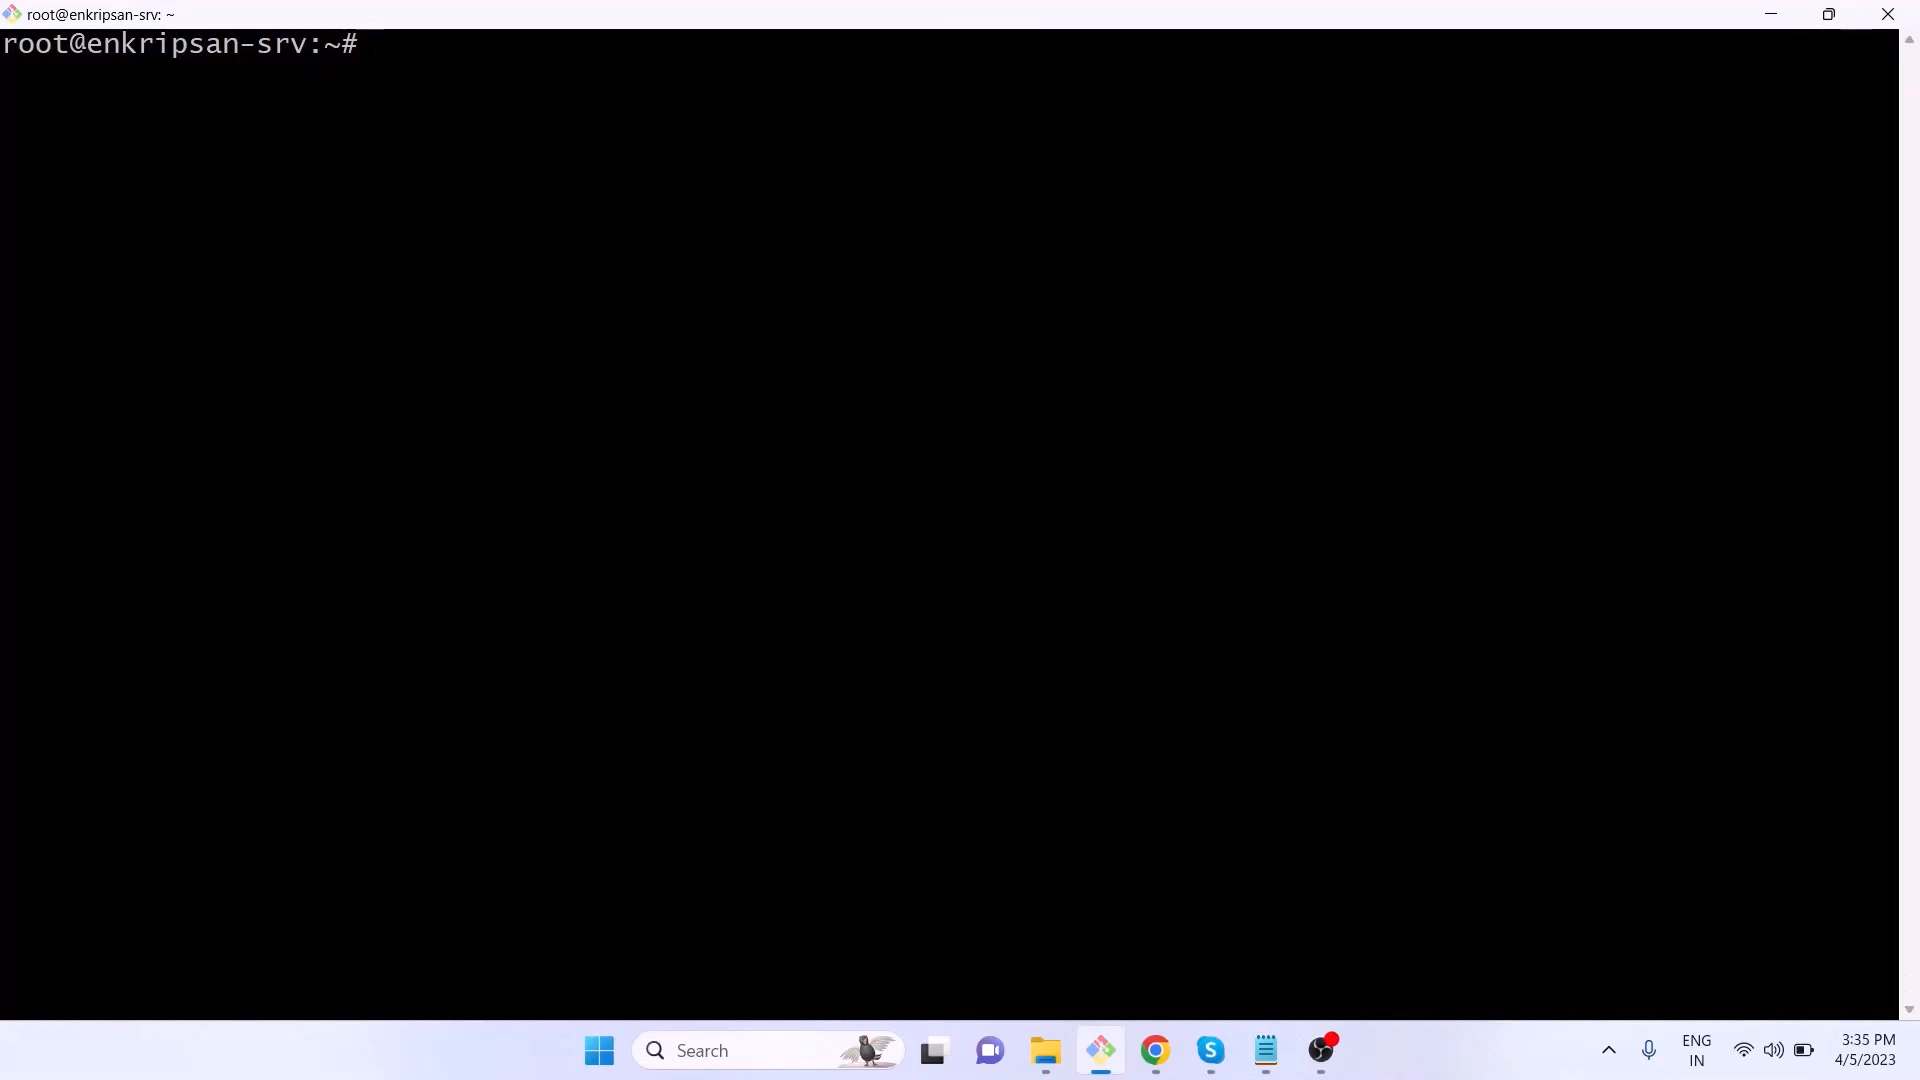 root@enkripsan-srv: ~
root@enkripsan-srv:~#
Search
ENG
IN
3:35 PM
4/5/2023